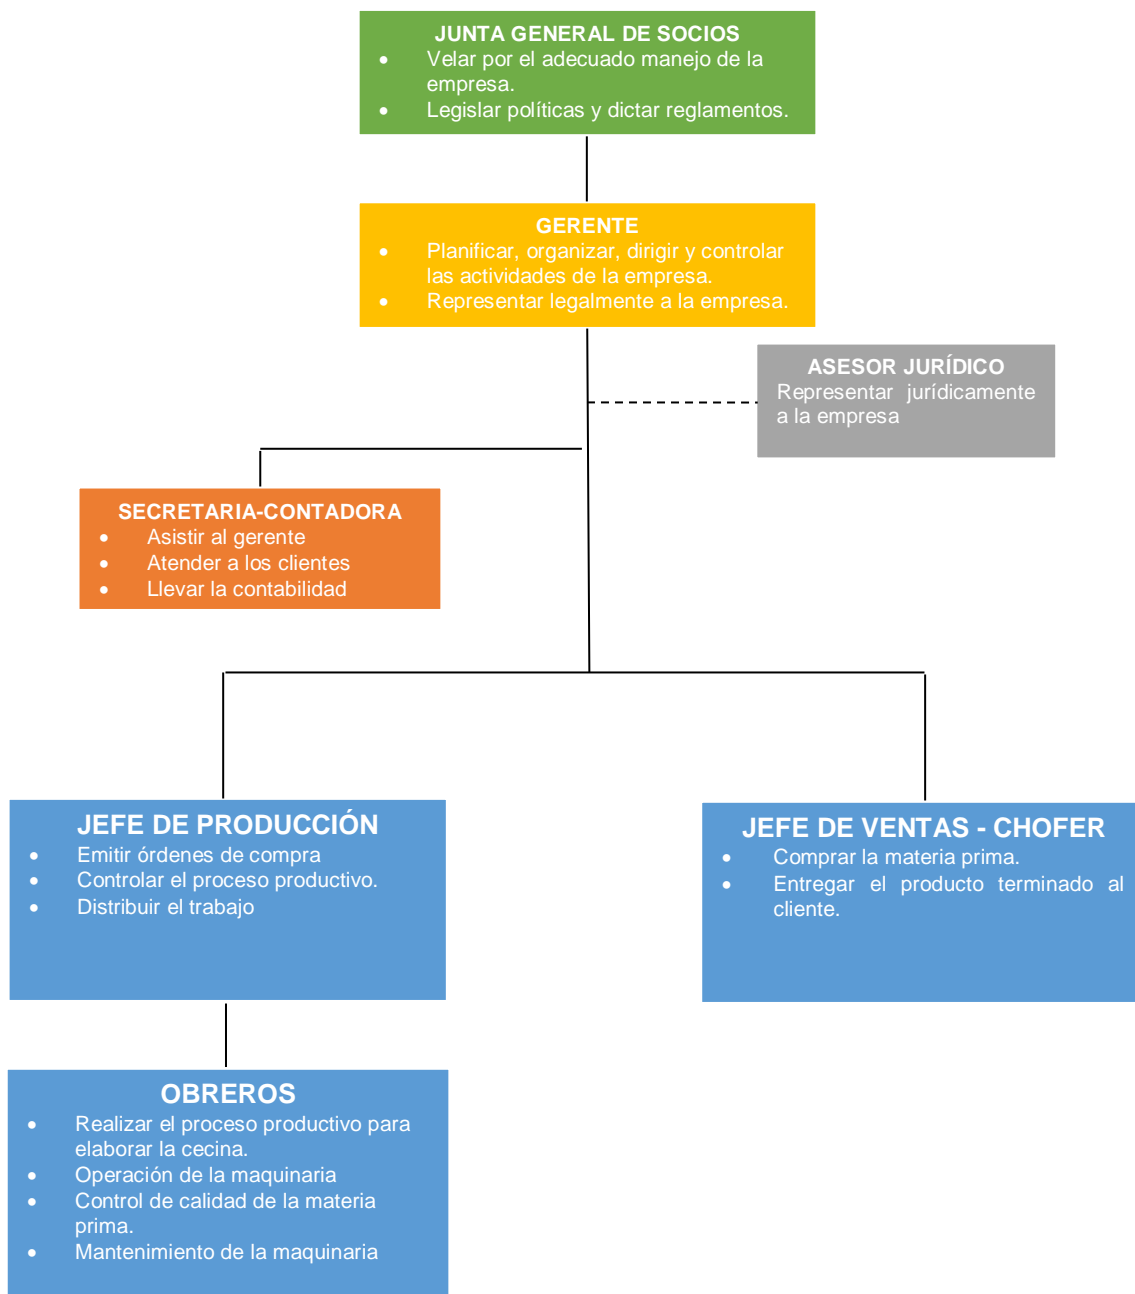 JUNTA GENERAL DE SOCIOS
• Velar por el adecuado manejo de la
empresa.
• Legislar políticas y dictar reglamentos.
GERENTE
• Planificar, organizar, dirigir y controlar
las actividades de la empresa.
• Representar legalmente a la empresa.
ASESOR JURÍDICO
Representar jurídicamente
a la empresa
SECRETARIA-CONTADORA
• Asistir al gerente
• Atender a los clientes
• Llevar la contabilidad
JEFE DE PRODUCCIÓN
• Emitir órdenes de compra
• Controlar el proceso productivo.
• Distribuir el trabajo
JEFE DE VENTAS - CHOFER
• Comprar la materia prima.
• Entregar el producto terminado al
cliente.
OBREROS
• Realizar el proceso productivo para
elaborar la cecina.
• Operación de la maquinaria
• Control de calidad de la materia
prima.
• Mantenimiento de la maquinaria